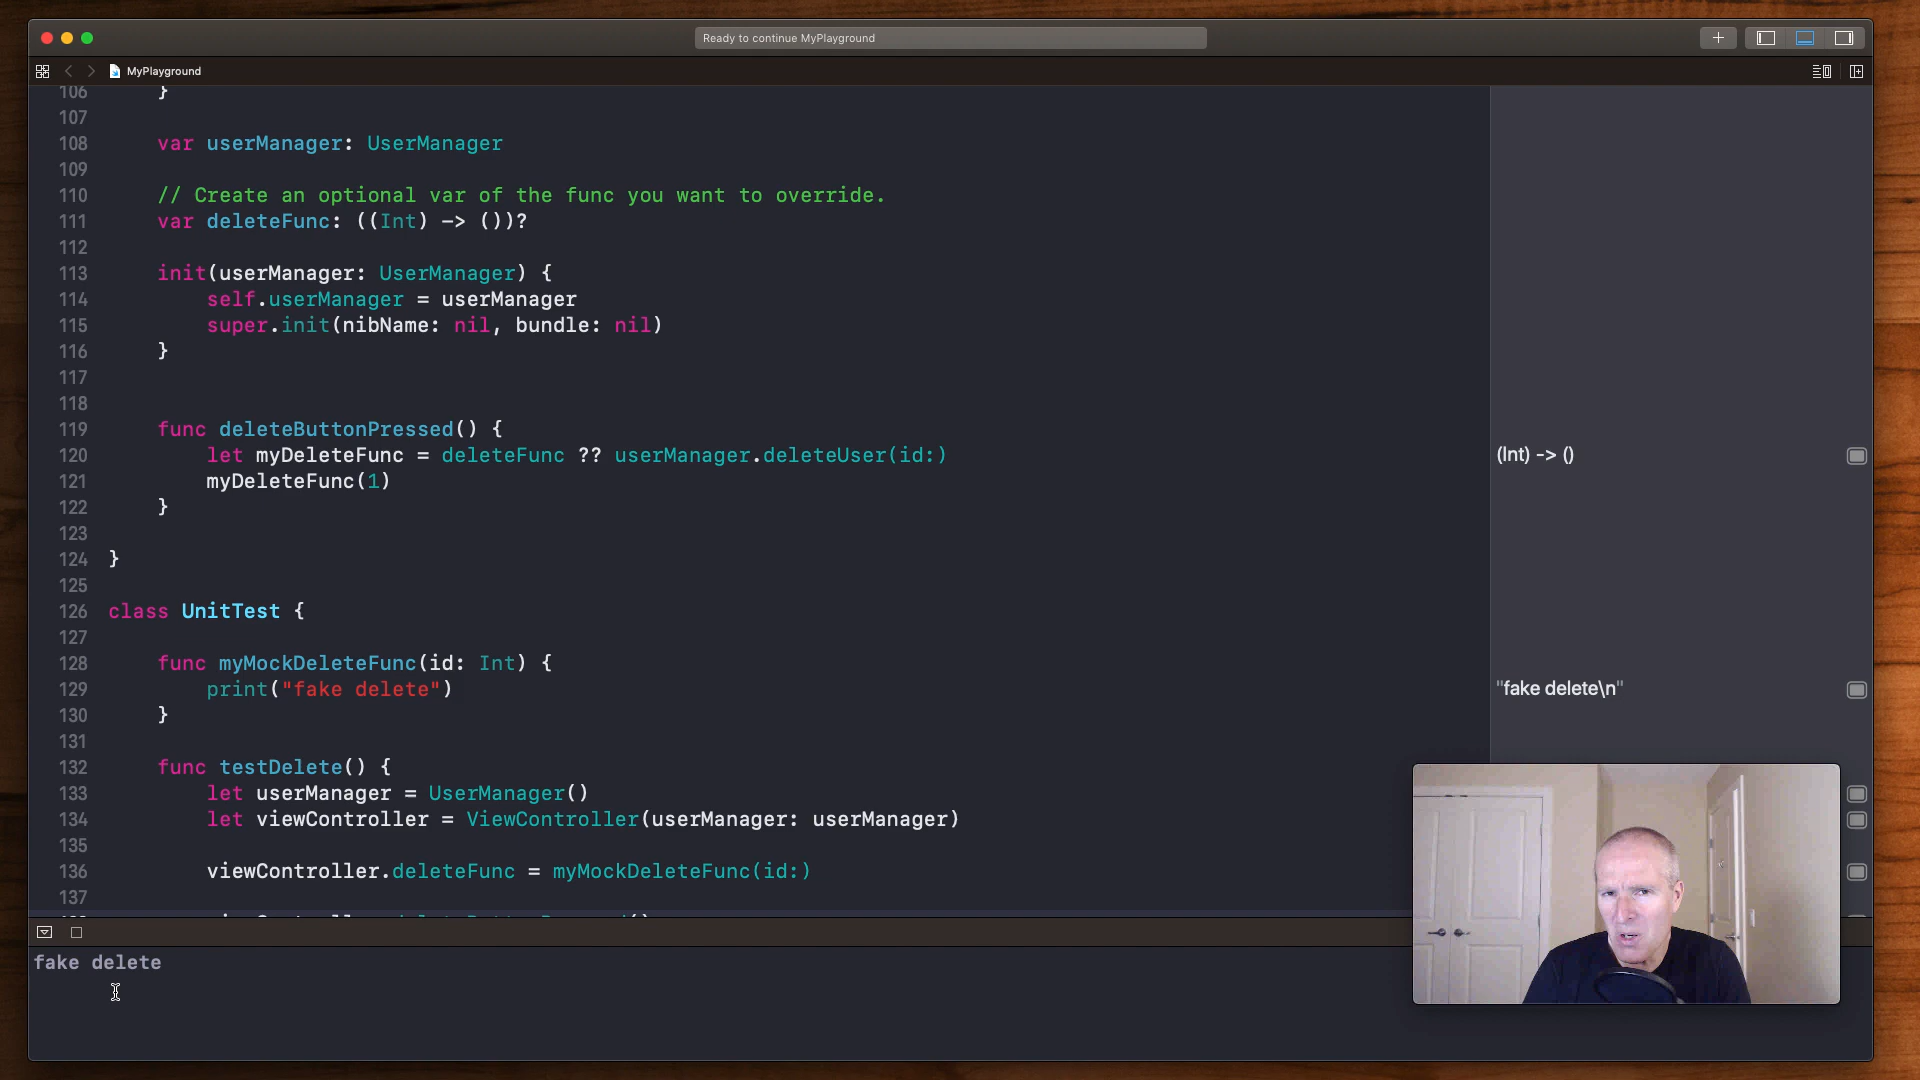 Ready to continue MyPlayground
MyPlayground
106 }
107
108 var userManager: UserManager
109
110 // Create an optional var of the func you want to override.
111 var deleteFunc: ((Int) -> ())?
112
113 init(userManager: UserManager) {
114 self.userManager = userManager
115 super.init(nibName: nil, bundle: nil)
116 }
117
118
119 func deleteButtonPressed() {
120 let myDeleteFunc = deleteFunc ?? userManager.deleteUser(id:)
(Int) -> ()
121 myDeleteFunc(1)
122 }
123
124 }
125
126 class UnitTest {
127
128 func myMockDeleteFunc(id: Int) {
129 print("fake delete")
"fake delete\n"
130 }
131
132 func testDelete() {
133 let userManager = UserManager()
134 let viewController = ViewController(userManager: userManager)
135
136 viewController.deleteFunc = myMockDeleteFunc(id:)
137
fake delete